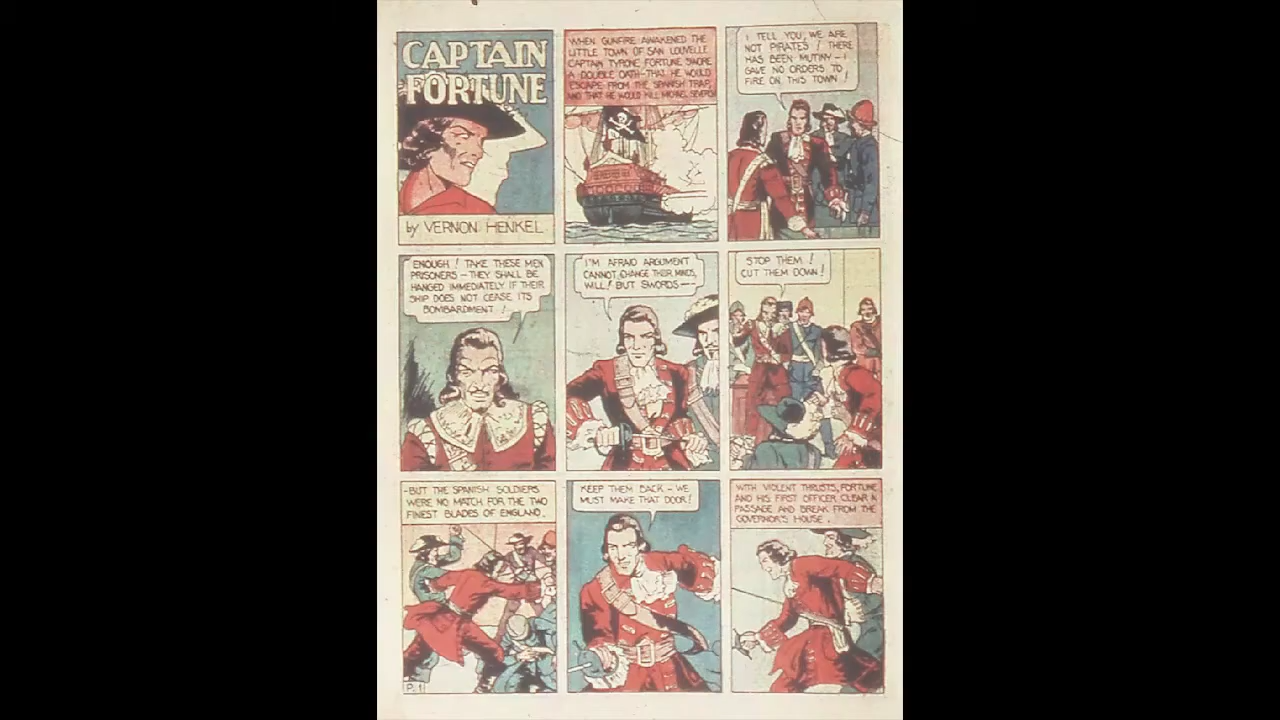 CAPTAIN
FORTUNE
by VERNON HENKEL
WHEN GUNFIRE AWAKENED THE
LITTLE TOWN OF SAN LOUVELLE
CAPTAIN TYRONE FORTUNE SWORE
A DOUBLE OATH-THAT HE WOULD
ESCAPE FROM THE SPANISH TRAP,
AND THAT HE WOULD KILL MICHAEL
I TELL YOU, WE ARE
NOT PIRATES! THERE
HAS BEEN MUTINY-I
GAVE NO ORDERS TO
FIRE ON THIS TOWN!
ENOUGH! TAKE THESE MEN
PRISONERS-THEY SHALL BE
HANGED IMMEDIATELY IF THEIR
SHIP DOES NOT CEASE ITS
BOMBARDMENT!
I'M AFRAID ARGUMENT
CANNOT CHANGE THEIR MINDS,
WILL! BUT SWORDS---
STOP THEM!
CUT THEM DOWN!
-BUT THE SPANISH SOLDIERS
WERE NO MATCH FOR THE TWO
FINEST BLADES OF ENGLAND.
P. 1
KEEP THEM BACK-WE
MUST MAKE THAT DOOR!
WITH VIOLENT THRUSTS, FORTUNE
AND HIS FIRST OFFICER CLEAR A
PASSAGE AND BREAK FROM THE
GOVERNOR'S HOUSE.